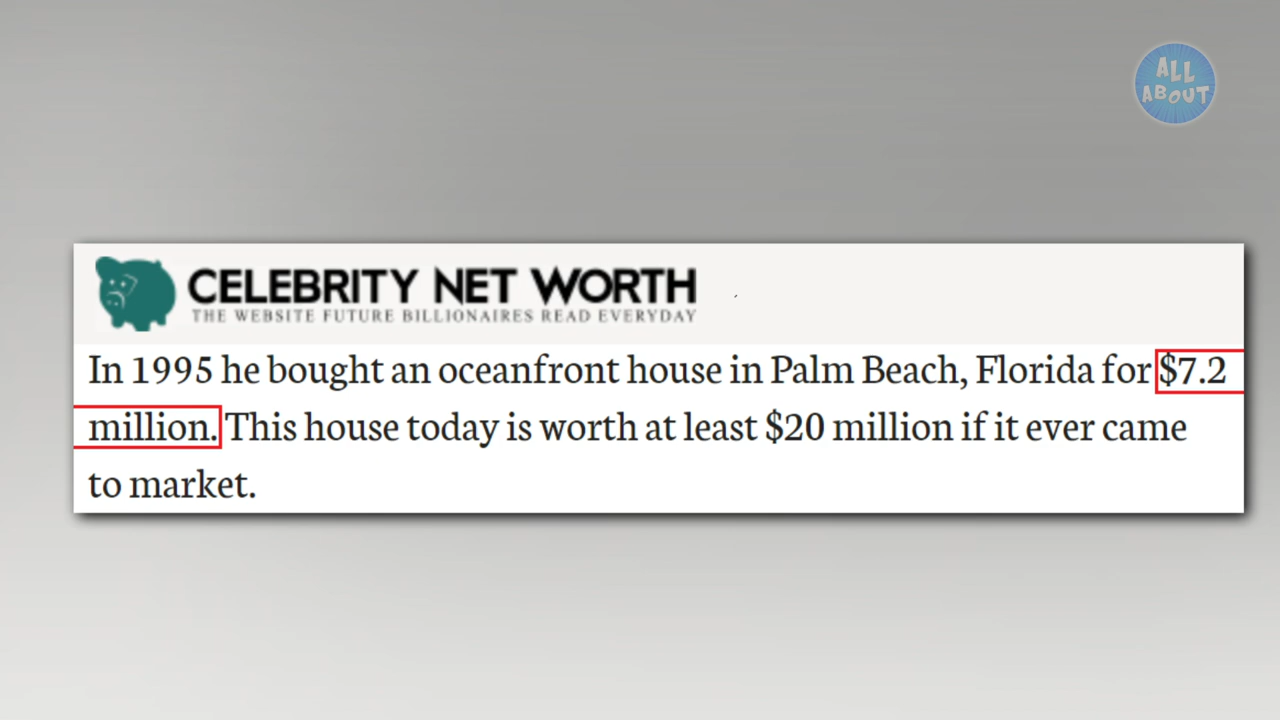 ALL
ABOUT
CELEBRITY NET WORTH
THE WEBSITE FUTURE BILLIONAIRES READ EVERYDAY
In 1995 he bought an oceanfront house in Palm Beach, Florida for $7.2
million. This house today is worth at least $20 million if it ever came
to market.